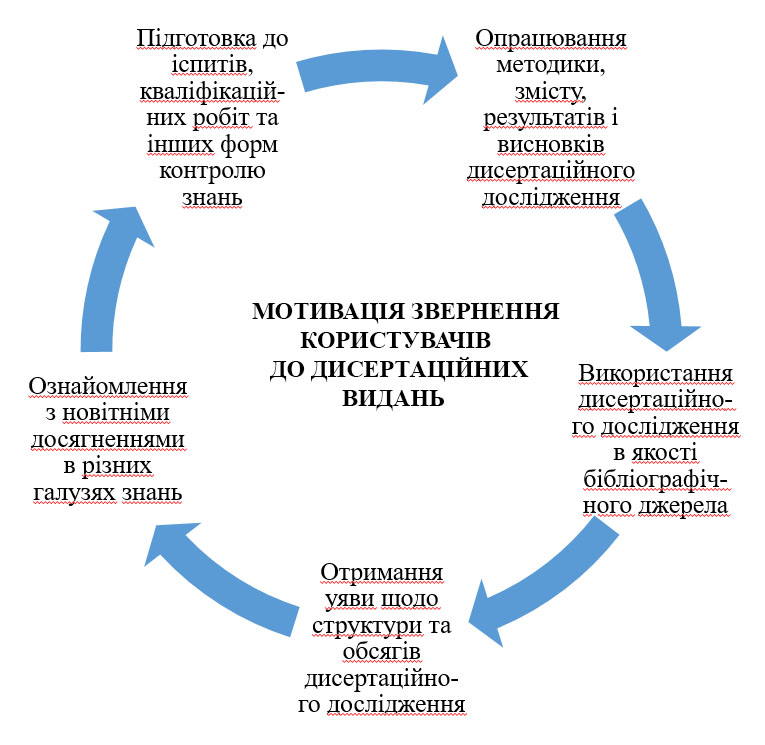 Підготовка до
іспитів,
кваліфікацій-
них робіт та
інших форм
контролю
знань
Опрацювання
методики,
змісту,
результатів і
висновків
дисертаційного
дослідження
МОТИВАЦІЯ ЗВЕРНЕННЯ
КОРИСТУВАЧІВ
ДО ДИСЕРТАЦІЙНИХ
ВИДАНЬ
Використання
дисертаційно-
го дослідження
в якості
бібліографіч-
ного джерела
Отримання
уяви щодо
структури та
обсягів
дисертаційно-
го дослідження
Ознайомлення
з новітніми
досягненнями
в різних
галузях знань